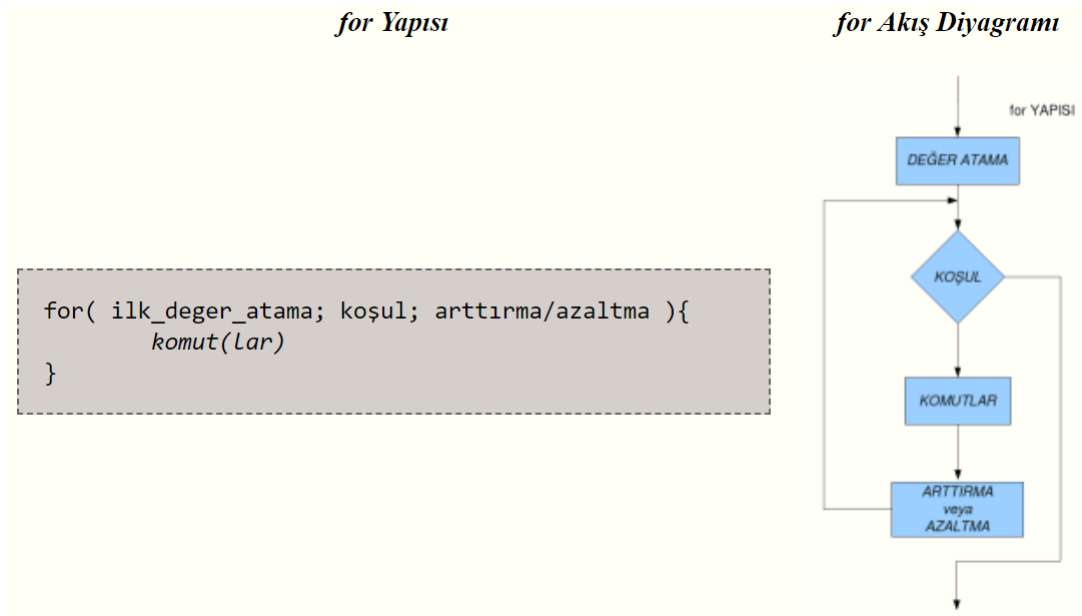 for Yapısı
for Akış Diyagramı
for( ilk_deger_atama; koşul; arttırma/azaltma ){
komut(lar)
}
for YAPISI
DEĞER ATAMA
KOŞUL
KOMUTLAR
ARTTIRMA
veya
AZALTMA